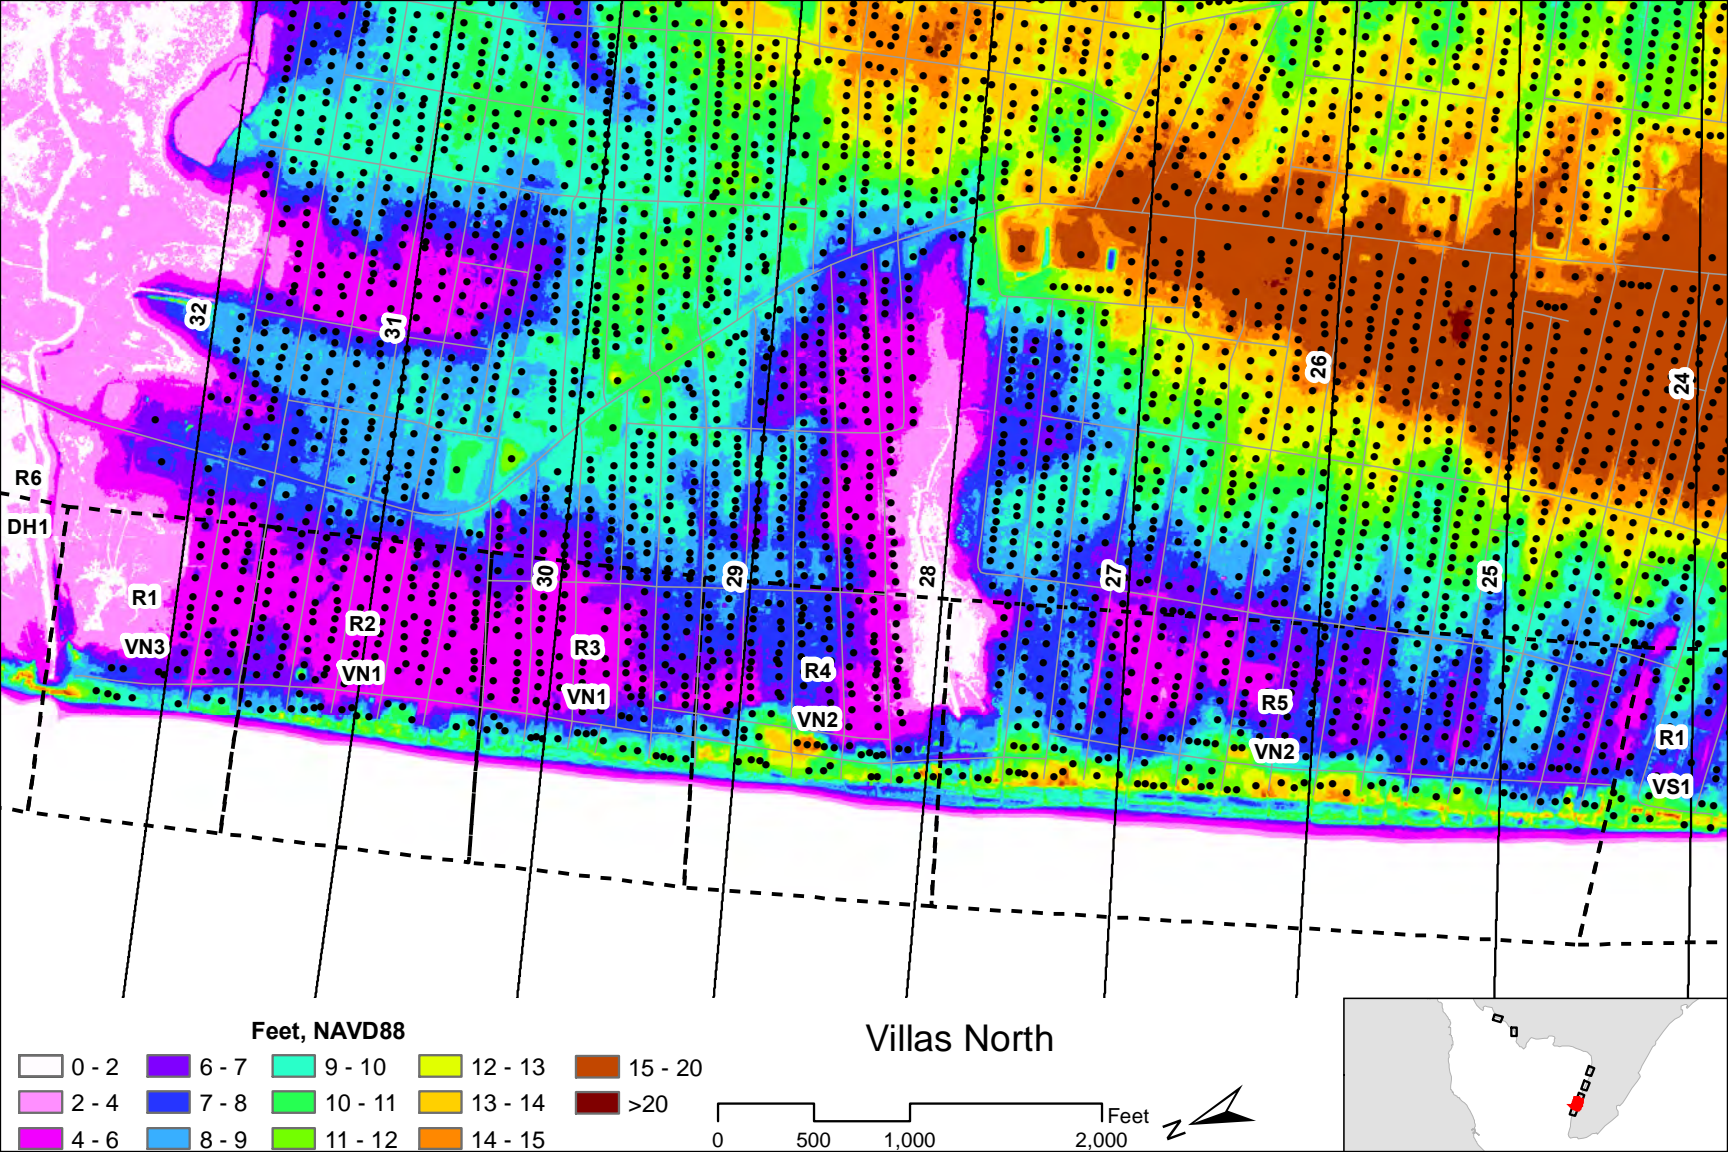 32
31
26
24
R6
DH1
30
29
28
27
25
R1
VN3
R2
VN1
R3
VN1
R4
VN2
R5
VN2
R1
VS1
Feet, NAVD88
0 - 2
2 - 4
4 - 6
6 - 7
7 - 8
8 - 9
9 - 10
10 - 11
11 - 12
12 - 13
13 - 14
14 - 15
15 - 20
>20
Villas North
Feet
0 500 1,000 2,000
N